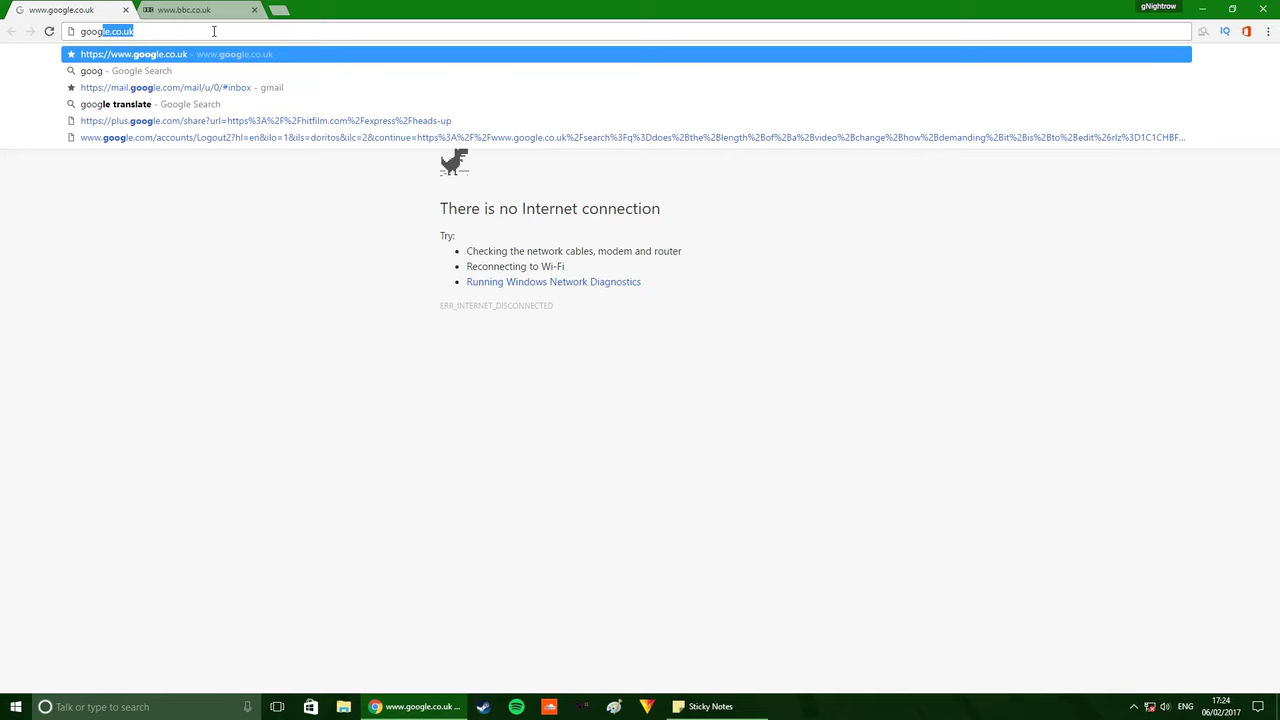 www.google.co.uk
www.bbc.co.uk
gNightrow
google.co.uk
IQ
https://www.google.co.uk - www.google.co.uk
goog - Google Search
https://mail.google.com/mail/u/0/#inbox - gmail
google translate - Google Search
https://plus.google.com/share?url=https%3A%2F%2Fhitfilm.com%2Fexpress%2Fheads-up
www.google.com/accounts/Logout2?hl=en&ilo=1&ils=doritos&ilc=2&continue=https%3A%2F%2Fwww.google.co.uk%2Fsearch%3Fq%3Ddoes%2Bthe%2Blength%2Bof%2Ba%2Bvideo%2Bchange%2Bhow%2Bdemanding%2Bit%2Bis%2Bto%2Bedit%26rlz%3D1C1CHBF...
There is no Internet connection
Try:
• Checking the network cables, modem and router
• Reconnecting to Wi-Fi
• Running Windows Network Diagnostics
ERR_INTERNET_DISCONNECTED
Talk or type to search
www.google.co.uk ...
Sticky Notes
ENG
17:24
06/02/2017